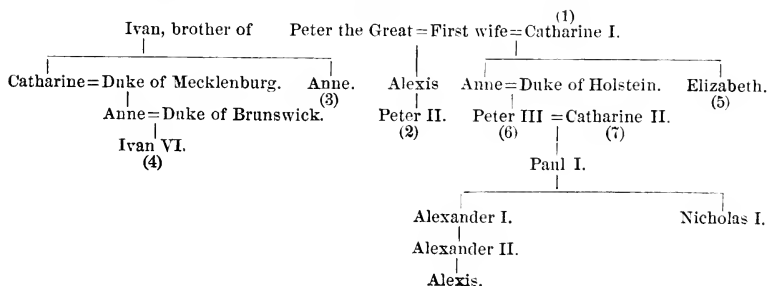 (1)
Ivan, brother of Peter the Great = First wife = Catharine I.
Catharine = Duke of Mecklenburg. Anne. Alexis Anne = Duke of Holstein. Elizabeth.
(3) (5)
Anne = Duke of Brunswick. Peter II. Peter III = Catharine II.
(2) (6) (7)
Ivan VI.
(4)
Paul I.
Alexander I. Nicholas I.
Alexander II.
Alexis.